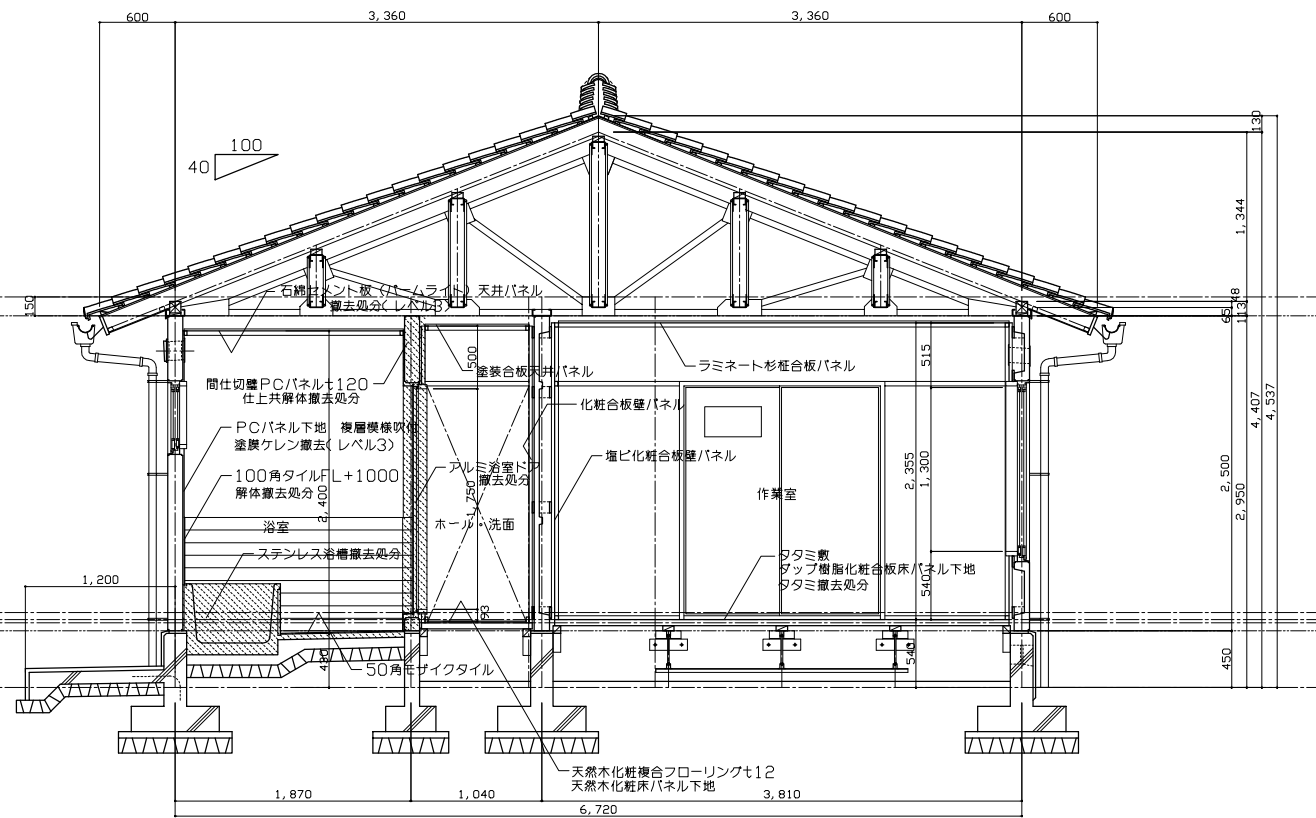 600
3,360
3,360
600
130
100
40
1,344
石綿セメント板（パームライト）天井パネル
撤去処分(レベル3)
150
48
65
113
500
515
ラミネート杉柾合板パネル
塗装合板天井パネル
間仕切壁PCパネルt120
仕上共解体撤去処分
化粧合板壁パネル
4,407
4,537
PCパネル下地 複層模様吹付
塗膜ケレン撤去(レベル3)
塩ビ化粧合板壁パネル
アルミ浴室ドア
撤去処分
100角タイルFL+1000
解体撤去処分
2,400
1,750
2,355
1,300
2,500
2,950
作業室
浴室
ホール・洗面
ステンレス浴槽撤去処分
タタミ敷
タップ樹脂化粧合板床パネル下地
タタミ撤去処分
1,200
93
540
430
50角モザイクタイル
540
450
天然木化粧複合フローリングt12
天然木化粧床パネル下地
1,870
1,040
3,810
6,720